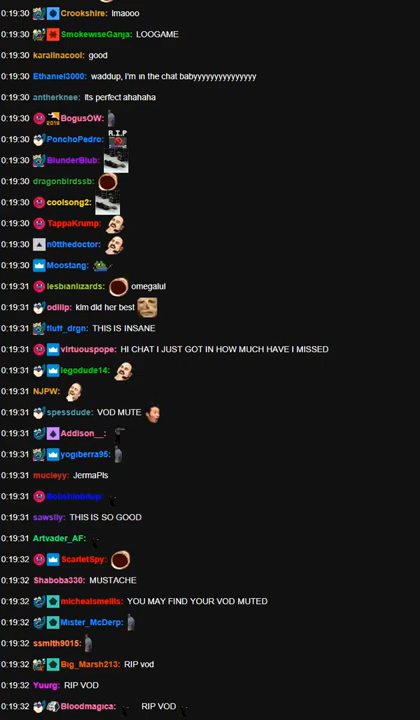 0:19:30 Crookshire: lmaooo
0:19:30 SmokewiseGanja: LOOGAME
0:19:30 karalinacool: good
0:19:30 Ethaniel3000: waddup, I'm in the chat babyyyyyyyyyyyyyyy
0:19:30 antherknee: Its perfect ahahaha
0:19:30 2019 BogusOW:
R.I.P
0:19:30 PonchoPedro:
0:19:30 BlunderBlub:
0:19:30 dragonbirdssb:
0:19:30 coolsong2:
0:19:30 TappaKrump:
0:19:30 n0tthedoctor:
0:19:30 Moostang:
0:19:31 lesbianlizards: omegalul
0:19:31 odilip: kim did her best
0:19:31 fluff_drgn: THIS IS INSANE
0:19:31 virtuouspope: HI CHAT I JUST GOT IN HOW MUCH HAVE I MISSED
0:19:31 legodude14:
0:19:31 NJPW:
0:19:31 spessdude: VOD MUTE
0:19:31 Addison__:
0:19:31 yogiberra95:
0:19:31 mucleyy: JermaPls
0:19:31
0:19:31 sawslly: THIS IS SO GOOD
0:19:31 Artvader_AF:
0:19:32 ScarletSpy:
0:19:32 Shaboba330: MUSTACHE
0:19:32 michealsmellls: YOU MAY FIND YOUR VOD MUTED
0:19:32 Mister_McDerp:
0:19:32 ssmith9015:
0:19:32 Big_Marsh213: RIP vod
0:19:32 Yuurg: RIP VOD
0:19:32 Bloodmagica: RIP VOD